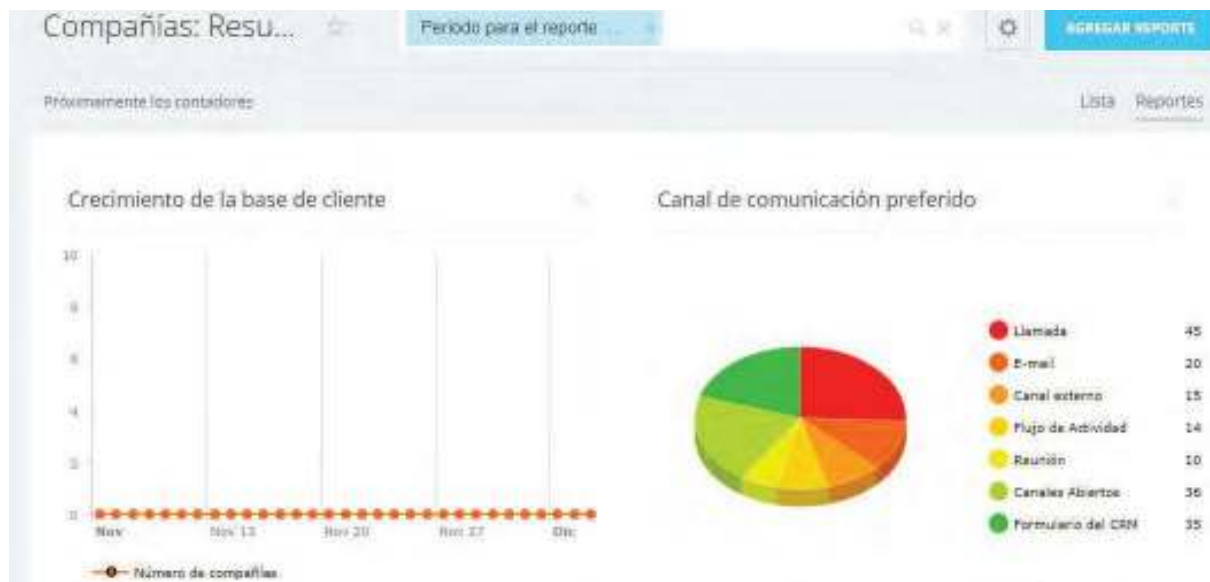 Compañías: Resu...
Periodo para el reporte ...
AGREGAR REPORTE
Próximamente los contadores
Lista Reportes
Crecimiento de la base de cliente
Canal de comunicación preferido
10
8
6
4
2
0
Nov Nov 13 Nov 20 Nov 27 Dic
Número de compañías
Llamada 45
E-mail 20
Canal externo 15
Flujo de Actividad 14
Reunión 10
Canales Abiertos 36
Formulario del CRM 35